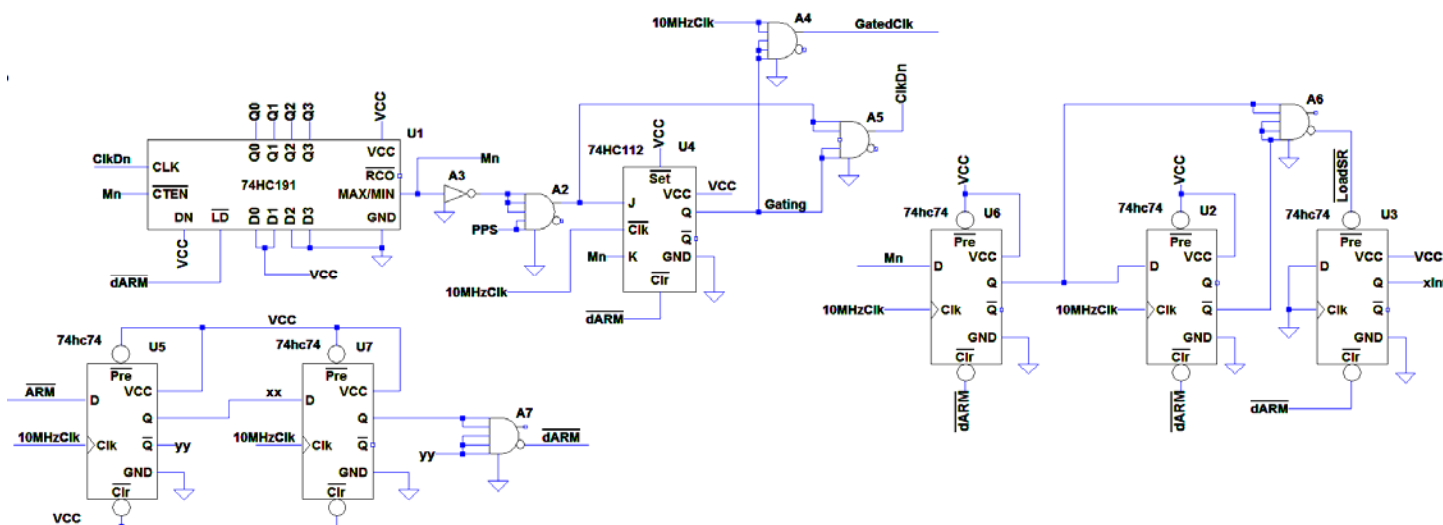 10MHzClk
A4
GatedClk
Q0 Q1 Q2 Q3
VCC
U1
ClkDn
CLK
Q0 Q1 Q2 Q3
VCC
RCO
74HC191
Mn
CTEN
MAX/MIN
DN
LD
D0 D1 D2 D3
GND
VCC
VCC
dARM
Mn
A3
A2
PPS
10MHzClk
74HC112
VCC
U4
Set
VCC
VCC
J
Q
Clk
Q
Mn
K
GND
Clr
dARM
Gating
A5
ClkDn
A6
LoadSR
VCC
74hc74
U6
Pre
VCC
Mn
D
Q
10MHzClk
Clk
Q
GND
Clr
dARM
VCC
74hc74
U2
Pre
VCC
D
Q
10MHzClk
Clk
Q
GND
Clr
dARM
74hc74
U3
Pre
VCC
VCC
D
Q
Clk
Q
GND
Clr
dARM
VCC
74hc74
U5
Pre
VCC
ARM
D
Q
10MHzClk
Clk
Q
yy
GND
Clr
VCC
74hc74
U7
Pre
VCC
xx
D
Q
10MHzClk
Clk
Q
GND
Clr
A7
yy
dARM